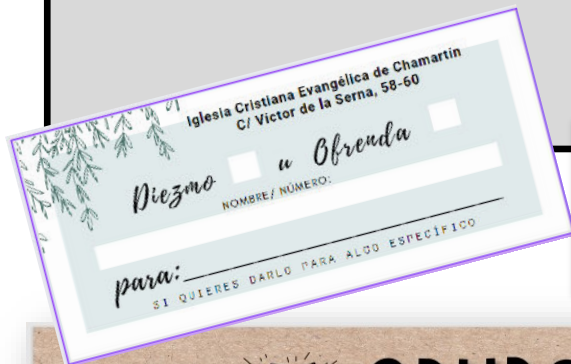 Iglesia Cristiana Evangélica de Chamartín
C/ Víctor de la Serna, 58-60
Diezmo u Ofrenda
NOMBRE/ NÚMERO:
para:
SI QUIERES DARLO PARA ALGO ESPECÍFICO